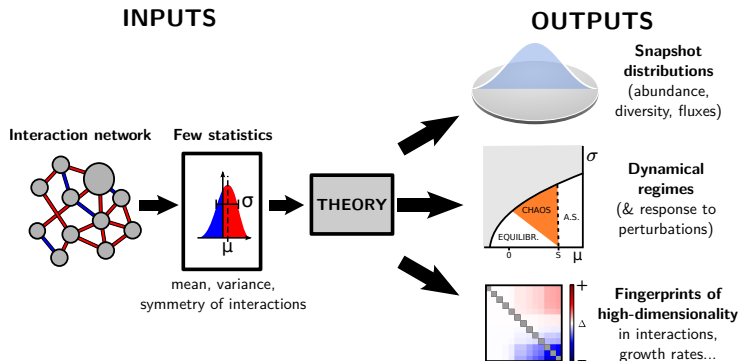 INPUTS
OUTPUTS
Interaction network
Few statistics
σ
μ
mean, variance,
symmetry of interactions
THEORY
Snapshot
distributions
(abundance,
diversity, fluxes)
σ
CHAOS
A.S.
EQUILIBR.
0
S
μ
Dynamical
regimes
(& response to
perturbations)
+
Δ
−
Fingerprints of
high-dimensionality
in interactions,
growth rates...